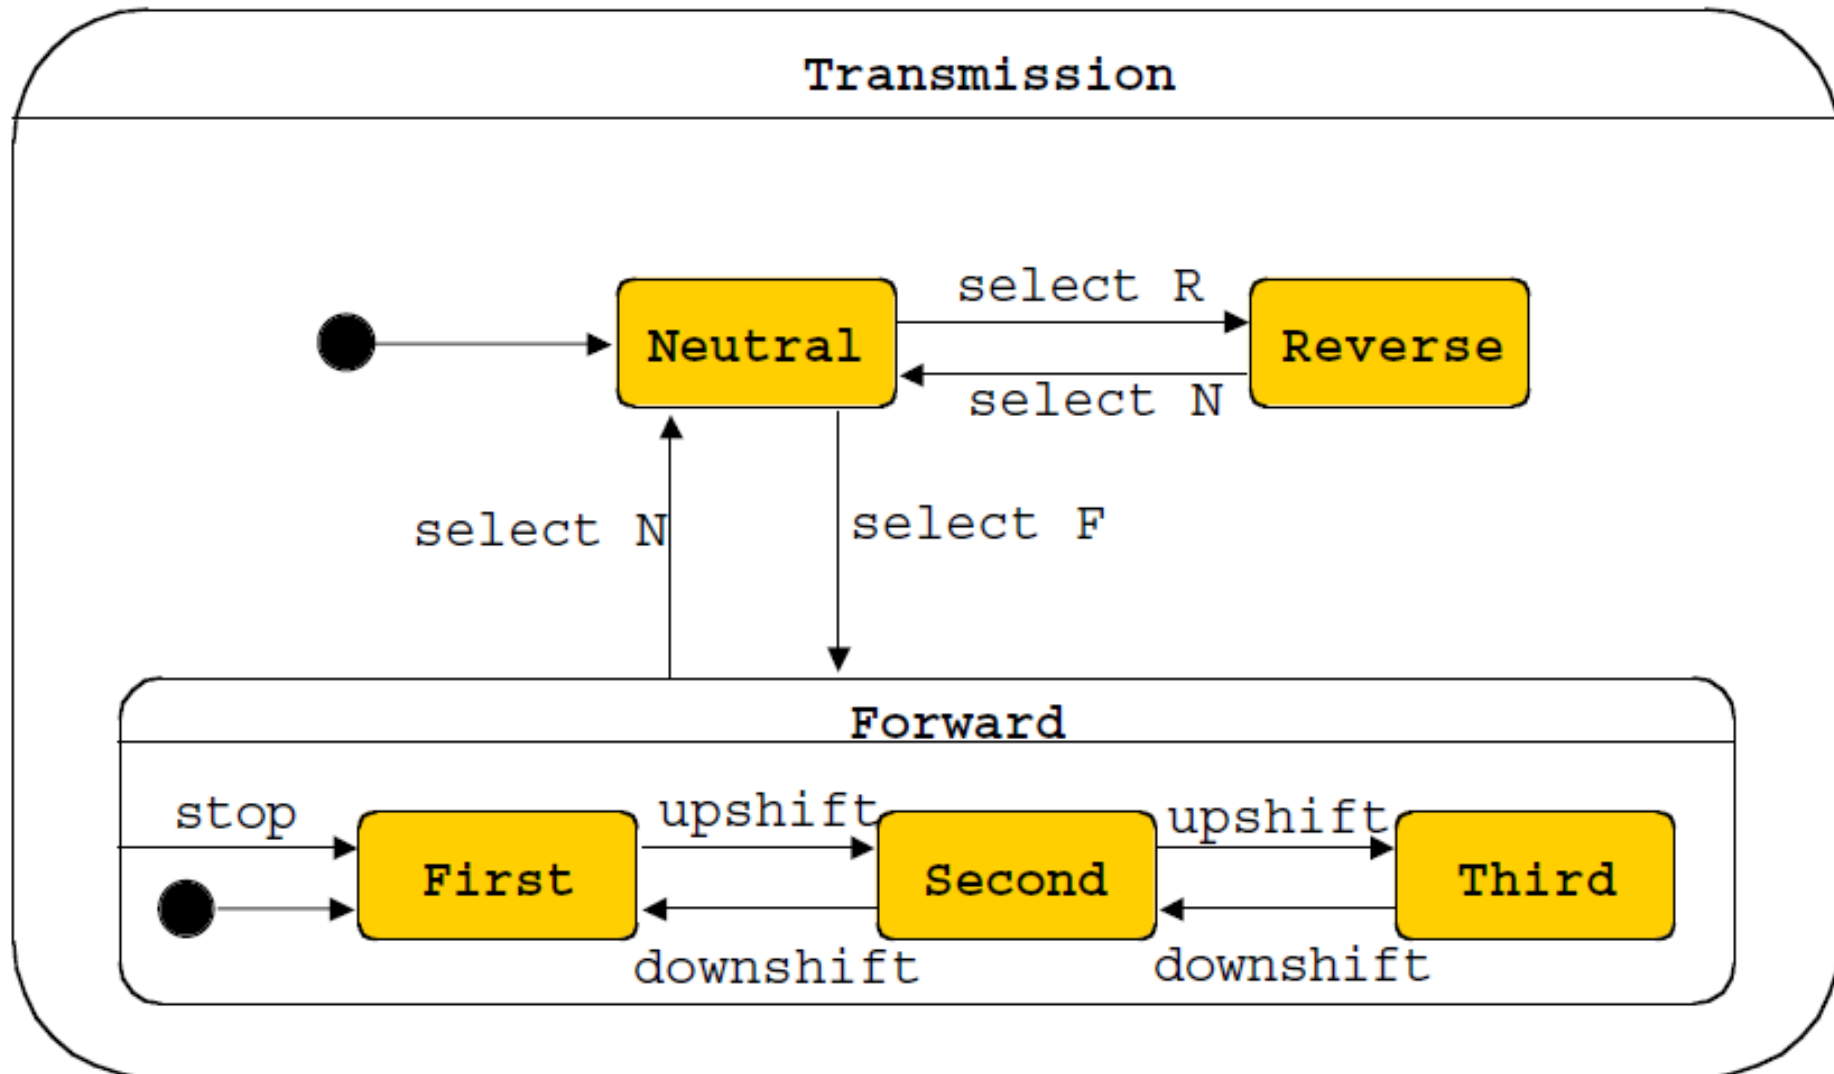 Transmission
select R
Neutral
Reverse
select N
select N
select F
Forward
stop
upshift
upshift
First
Second
Third
downshift
downshift